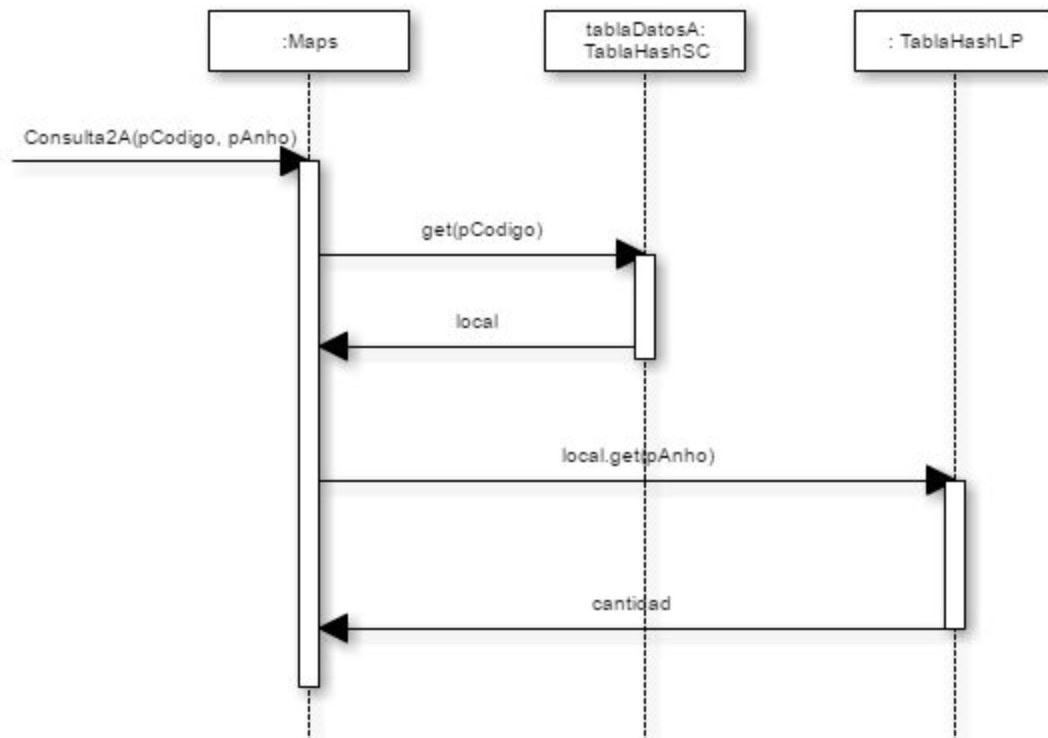 :Maps
tablaDatosA:
TablaHashSC
: TablaHashLP
Consulta2A(pCodigo, pAnho)
get(pCodigo)
local
local.get(pAnho)
cantidad